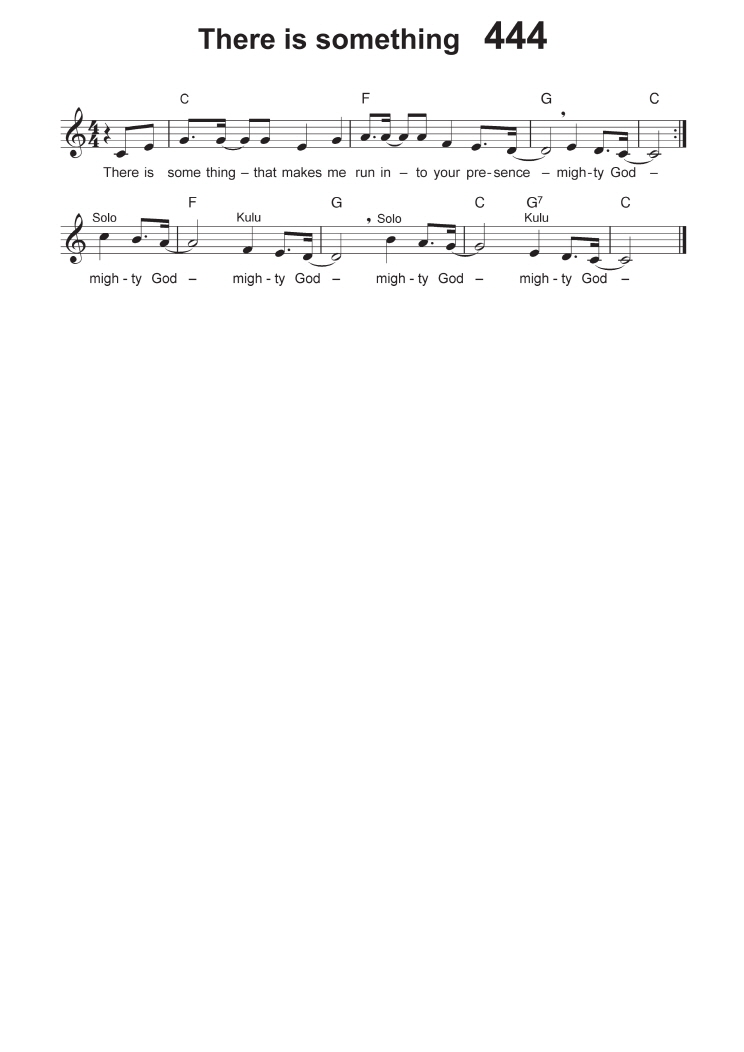 There is something 444
C F G C
There is some thing – that makes me run in – to your pre-sence – migh-ty God –
F G C G7 C
Solo Kulu Solo Kulu
migh - ty God – migh - ty God – migh - ty God – migh - ty God –